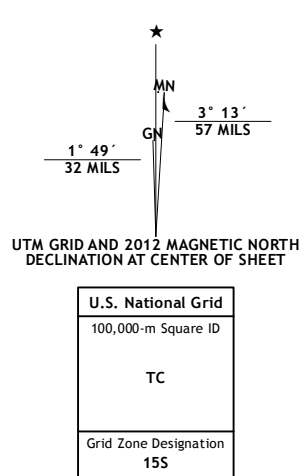 ★
MN
GN
3° 13´
57 MILS
1° 49´
32 MILS
UTM GRID AND 2012 MAGNETIC NORTH
DECLINATION AT CENTER OF SHEET
U.S. National Grid
100,000-m Square ID
TC
Grid Zone Designation
15S